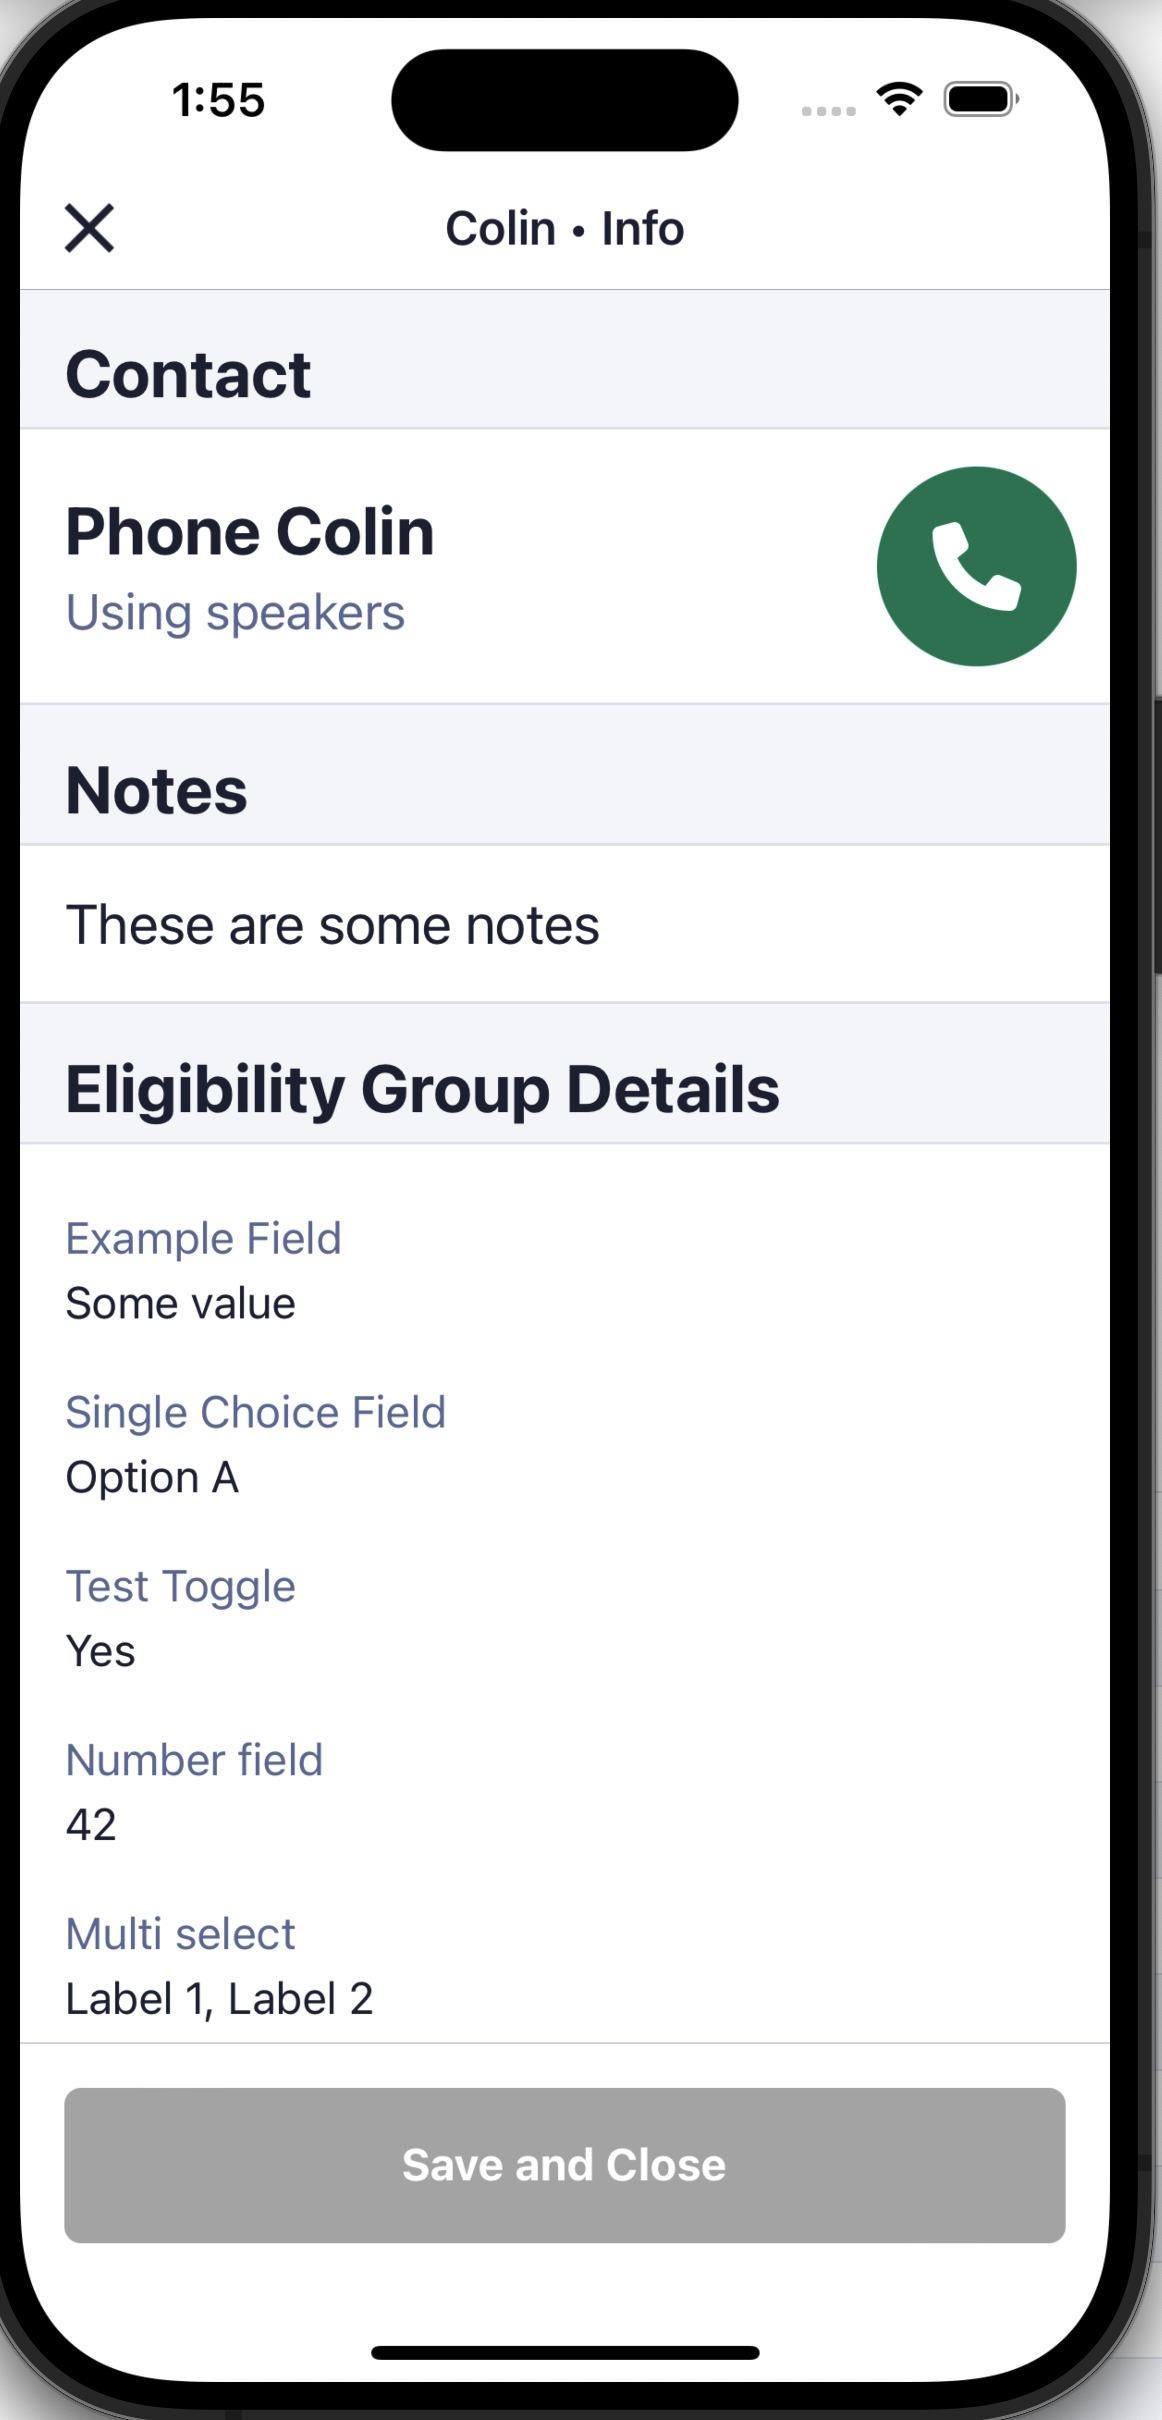 1:55
Colin • Info
Contact
Phone Colin
Using speakers
Notes
These are some notes
Eligibility Group Details
Example Field
Some value
Single Choice Field
Option A
Test Toggle
Yes
Number field
42
Multi select
Label 1, Label 2
Save and Close